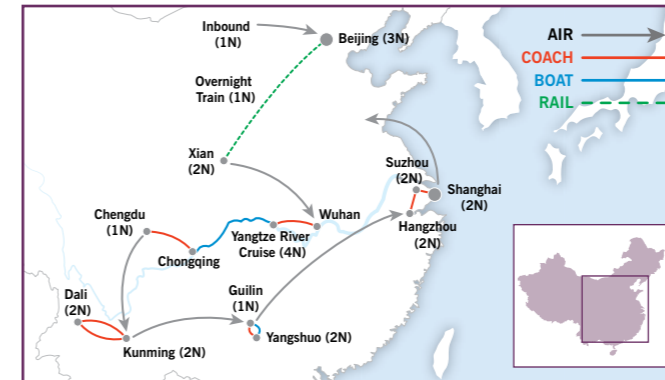 Inbound
(1N)
Beijing (3N)
AIR
COACH
BOAT
RAIL
Overnight
Train (1N)
Xian
(2N)
Suzhou
(2N)
Shanghai
(2N)
Hangzhou
(2N)
Wuhan
Yangtze River
Cruise (4N)
Chengdu
(1N)
Chongqing
Guilin
(1N)
Yangshuo (2N)
Dali
(2N)
Kunming (2N)